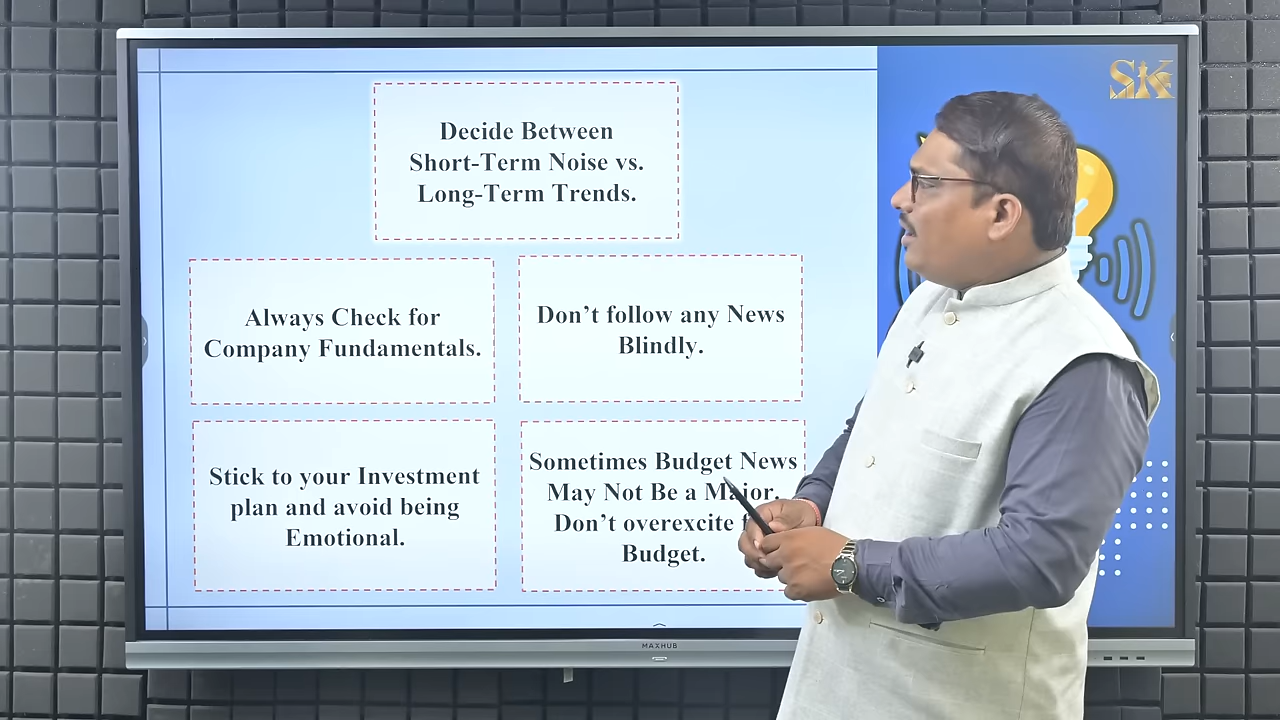 SK
Decide Between
Short-Term Noise vs.
Long-Term Trends.
Always Check for
Company Fundamentals.
Don't follow any News
Blindly.
Stick to your Investment
plan and avoid being
Emotional.
Sometimes Budget News
May Not Be a Major.
Don't overexcite
Budget.
MAXHUB